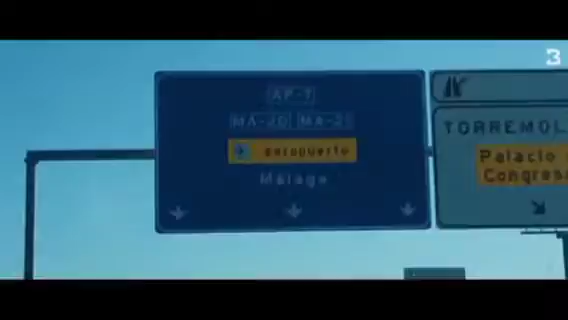 AP-7
MA-20 MA-21
aeropuerto
Málaga
TORREMOL
Palacio
Congres
3